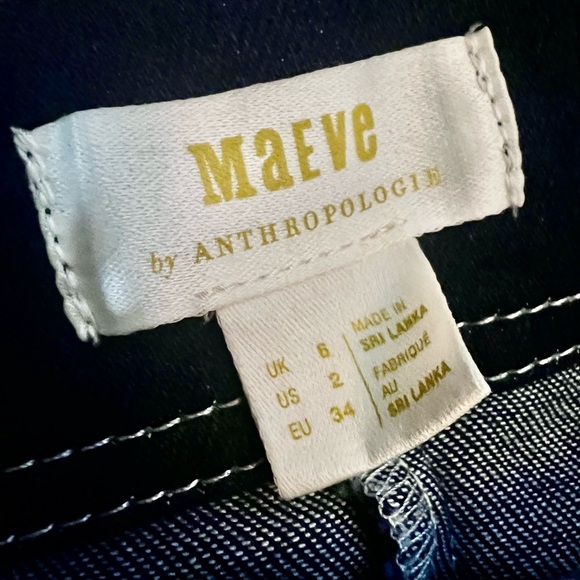 MaEVe
by ANTHROPOLOGIE
UK 6
US 2
EU 34
MADE IN
SRI LANKA
FABRIQUÉ
AU
SRI LANKA